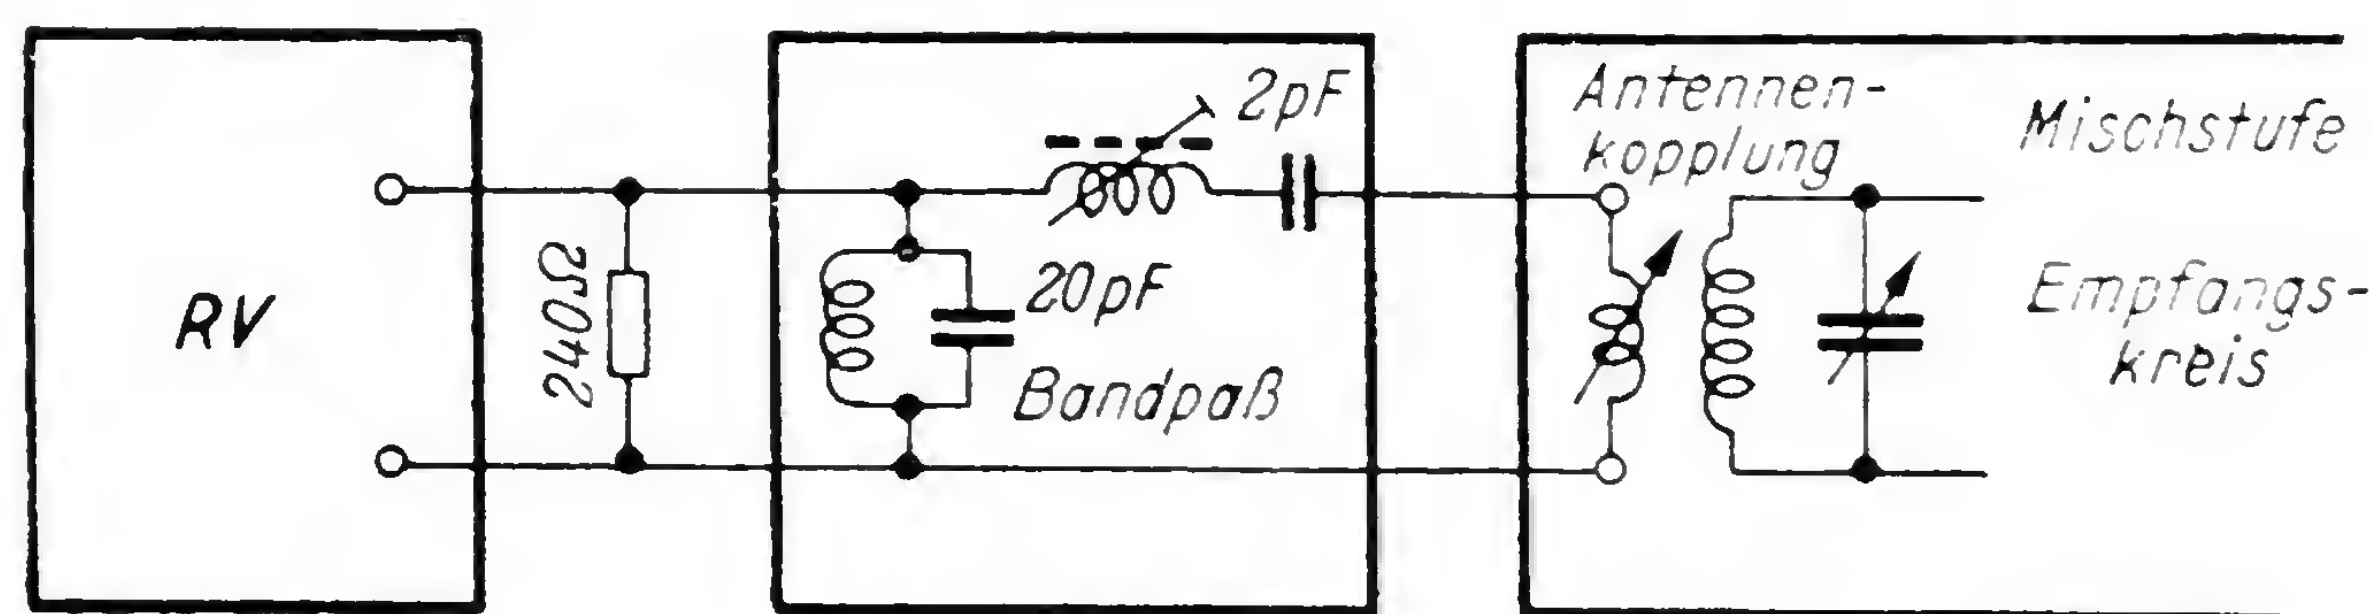 RV
240Ω
2pF
20pF
Bandpaß
Antennen-
kopplung
Mischstufe
Empfangs-
kreis